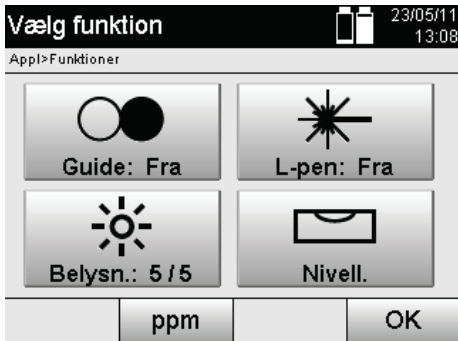 Vælg funktion
23/05/11
13:08
Appl>Funktioner
Guide: Fra
L-pen: Fra
Belysn.: 5/5
Nivell.
ppm
OK